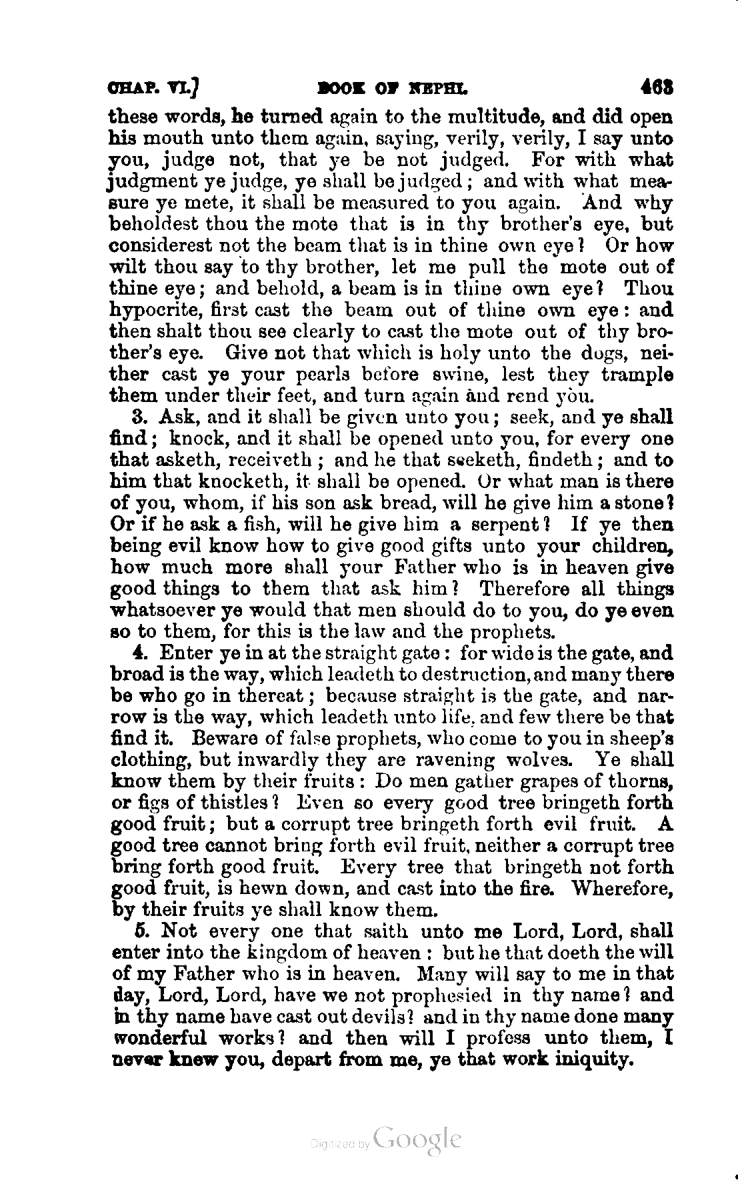 CHAP. VI.] BOOK OF NEPHI. 463
these words, he turned again to the multitude, and did open
his mouth unto them again, saying, verily, verily, I say unto
you, judge not, that ye be not judged. For with what
judgment ye judge, ye shall be judged; and with what mea-
sure ye mete, it shall be measured to you again. And why
beholdest thou the mote that is in thy brother's eye, but
considerest not the beam that is in thine own eye? Or how
wilt thou say to thy brother, let me pull the mote out of
thine eye; and behold, a beam is in thine own eye? Thou
hypocrite, first cast the beam out of thine own eye: and
then shalt thou see clearly to cast the mote out of thy bro-
ther's eye. Give not that which is holy unto the dogs, nei-
ther cast ye your pearls before swine, lest they trample
them under their feet, and turn again and rend you.
3. Ask, and it shall be given unto you; seek, and ye shall
find; knock, and it shall be opened unto you, for every one
that asketh, receiveth; and he that seeketh, findeth; and to
him that knocketh, it shall be opened. Or what man is there
of you, whom, if his son ask bread, will he give him a stone?
Or if he ask a fish, will he give him a serpent? If ye then
being evil know how to give good gifts unto your children,
how much more shall your Father who is in heaven give
good things to them that ask him? Therefore all things
whatsoever ye would that men should do to you, do ye even
so to them, for this is the law and the prophets.
4. Enter ye in at the straight gate: for wide is the gate, and
broad is the way, which leadeth to destruction, and many there
be who go in thereat; because straight is the gate, and nar-
row is the way, which leadeth unto life, and few there be that
find it. Beware of false prophets, who come to you in sheep's
clothing, but inwardly they are ravening wolves. Ye shall
know them by their fruits: Do men gather grapes of thorns,
or figs of thistles? Even so every good tree bringeth forth
good fruit; but a corrupt tree bringeth forth evil fruit. A
good tree cannot bring forth evil fruit, neither a corrupt tree
bring forth good fruit. Every tree that bringeth not forth
good fruit, is hewn down, and cast into the fire. Wherefore,
by their fruits ye shall know them.
5. Not every one that saith unto me Lord, Lord, shall
enter into the kingdom of heaven: but he that doeth the will
of my Father who is in heaven. Many will say to me in that
day, Lord, Lord, have we not prophesied in thy name? and
in thy name have cast out devils? and in thy name done many
wonderful works? and then will I profess unto them, I
never knew you, depart from me, ye that work iniquity.
Digitized by Google